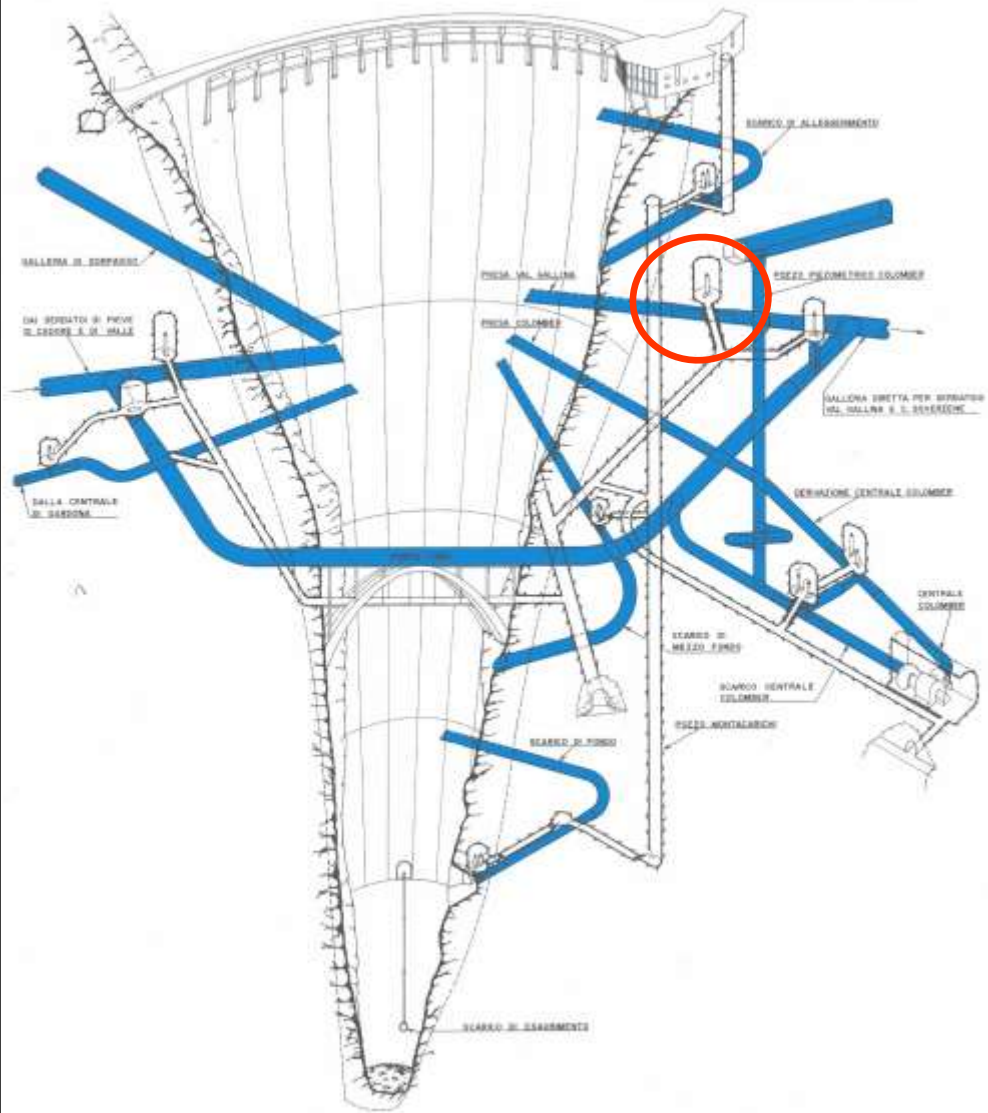 SCARICO DI ALLEGGERIMENTO
GALLERIA DI SORPASSO
PRESA VAL GALLINA
POZZO PIEZOMETRICO COLOMBER
DAI SERBATOI DI PIEVE
DI CADORE E DI VALLE
PRESA COLOMBER
GALLERIA DIRETTA PER SERBATOIO
VAL GALLINA E C. SOVERZENE
DALLA CENTRALE
DI GARDONA
DERIVAZIONE CENTRALE COLOMBER
CENTRALE
COLOMBER
SCARICO DI
MEZZO FONDO
SCARICO CENTRALE
COLOMBER
POZZO MONTACARICHI
SCARICO DI FONDO
SCARICO DI ESAURIMENTO